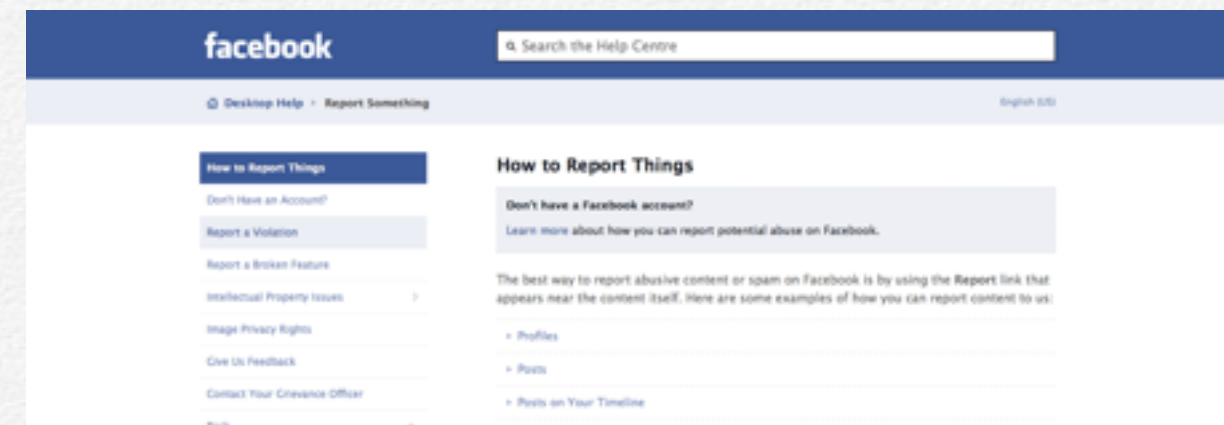 facebook
Search the Help Centre
Desktop Help › Report Something
English (US)
How to Report Things
Don't Have an Account?
Report a Violation
Report a Broken Feature
Intellectual Property Issues
Image Privacy Rights
Give Us Feedback
Contact Your Grievance Officer
How to Report Things
Don't have a Facebook account?
Learn more about how you can report potential abuse on Facebook.
The best way to report abusive content or spam on Facebook is by using the Report link that
appears near the content itself. Here are some examples of how you can report content to us:
Profiles
Posts
Posts on Your Timeline